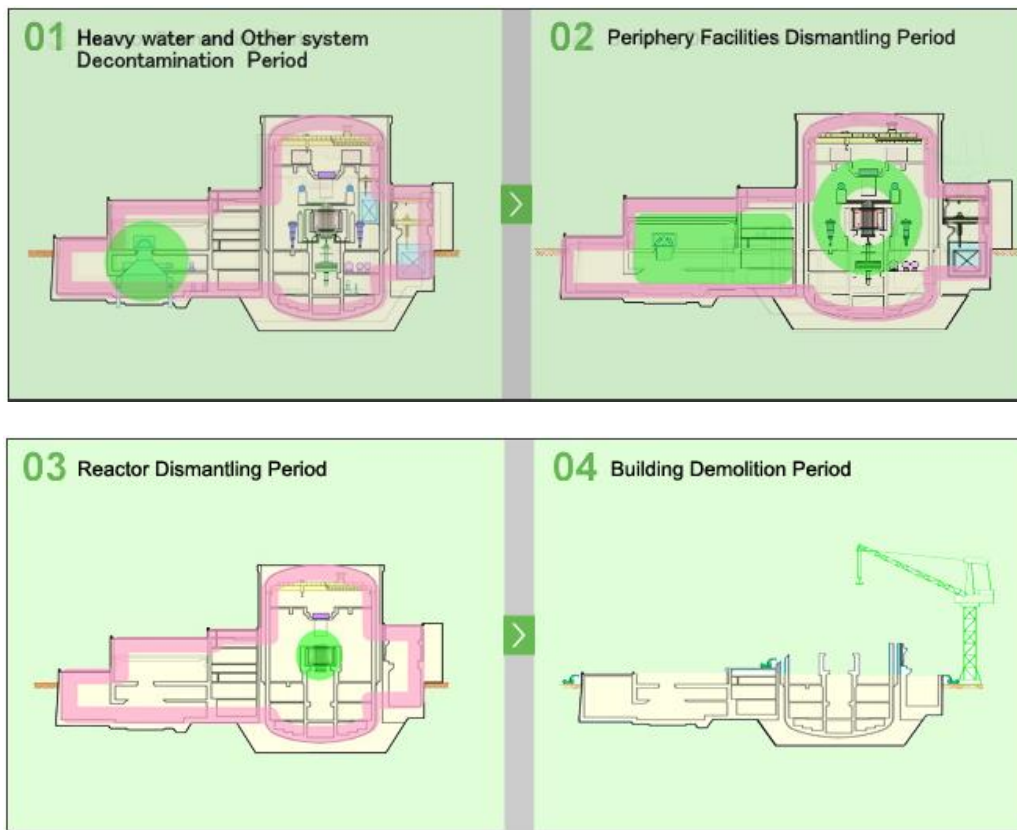 01 Heavy water and Other system
Decontamination Period
02 Periphery Facilities Dismantling Period
03 Reactor Dismantling Period
04 Building Demolition Period